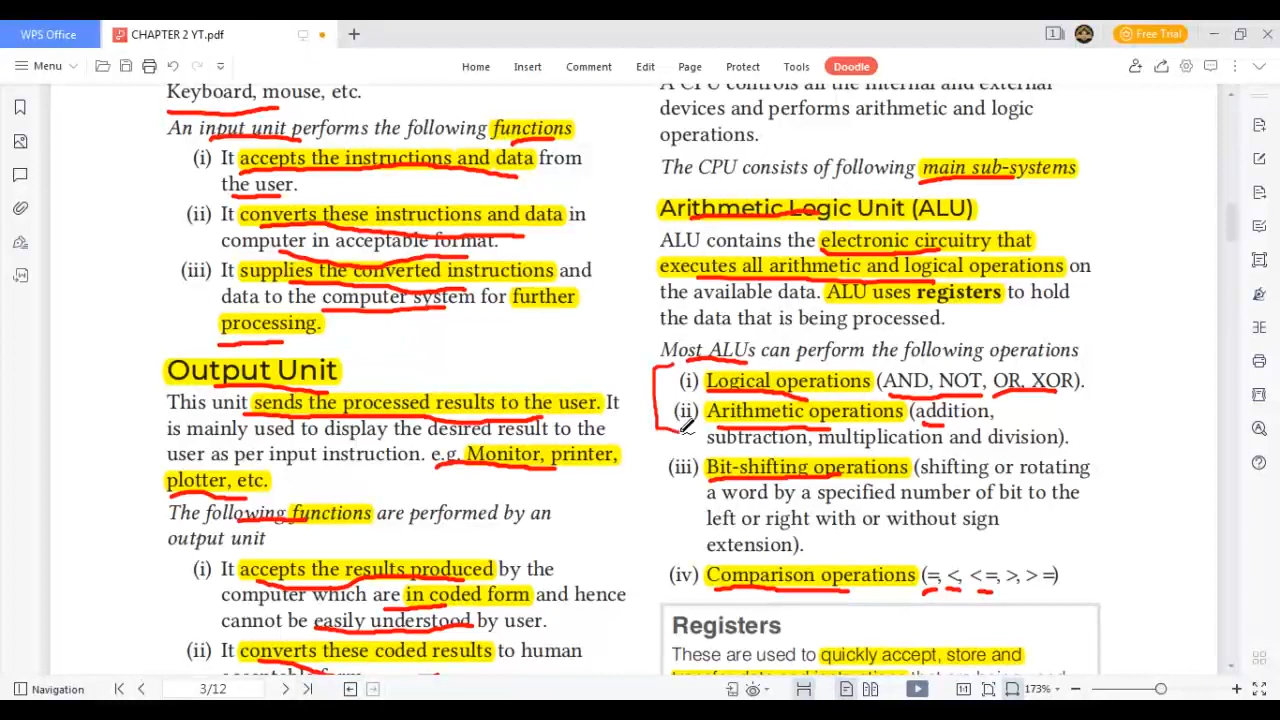 WPS Office
CHAPTER 2 YT.pdf
1
Free Trial
Menu
Home
Insert
Comment
Edit
Page
Protect
Tools
Doodle
Keyboard, mouse, etc.
An input unit performs the following functions
(i) It accepts the instructions and data from
the user.
(ii) It converts these instructions and data in
computer in acceptable format.
(iii) It supplies the converted instructions and
data to the computer system for further
processing.
Output Unit
This unit sends the processed results to the user. It
is mainly used to display the desired result to the
user as per input instruction. e.g. Monitor, printer,
plotter, etc.
The following functions are performed by an
output unit
(i) It accepts the results produced by the
computer which are in coded form and hence
cannot be easily understood by user.
(ii) It converts these coded results to human
A CPU controls all the internal and external
devices and performs arithmetic and logic
operations.
The CPU consists of following main sub-systems
Arithmetic Logic Unit (ALU)
ALU contains the electronic circuitry that
executes all arithmetic and logical operations on
the available data. ALU uses registers to hold
the data that is being processed.
Most ALUs can perform the following operations
(i) Logical operations (AND, NOT, OR, XOR).
(ii) Arithmetic operations (addition,
subtraction, multiplication and division).
(iii) Bit-shifting operations (shifting or rotating
a word by a specified number of bit to the
left or right with or without sign
extension).
(iv) Comparison operations (=, <, < =, >, > =)
Registers
These are used to quickly accept, store and
Navigation
3/12
1:1
173%